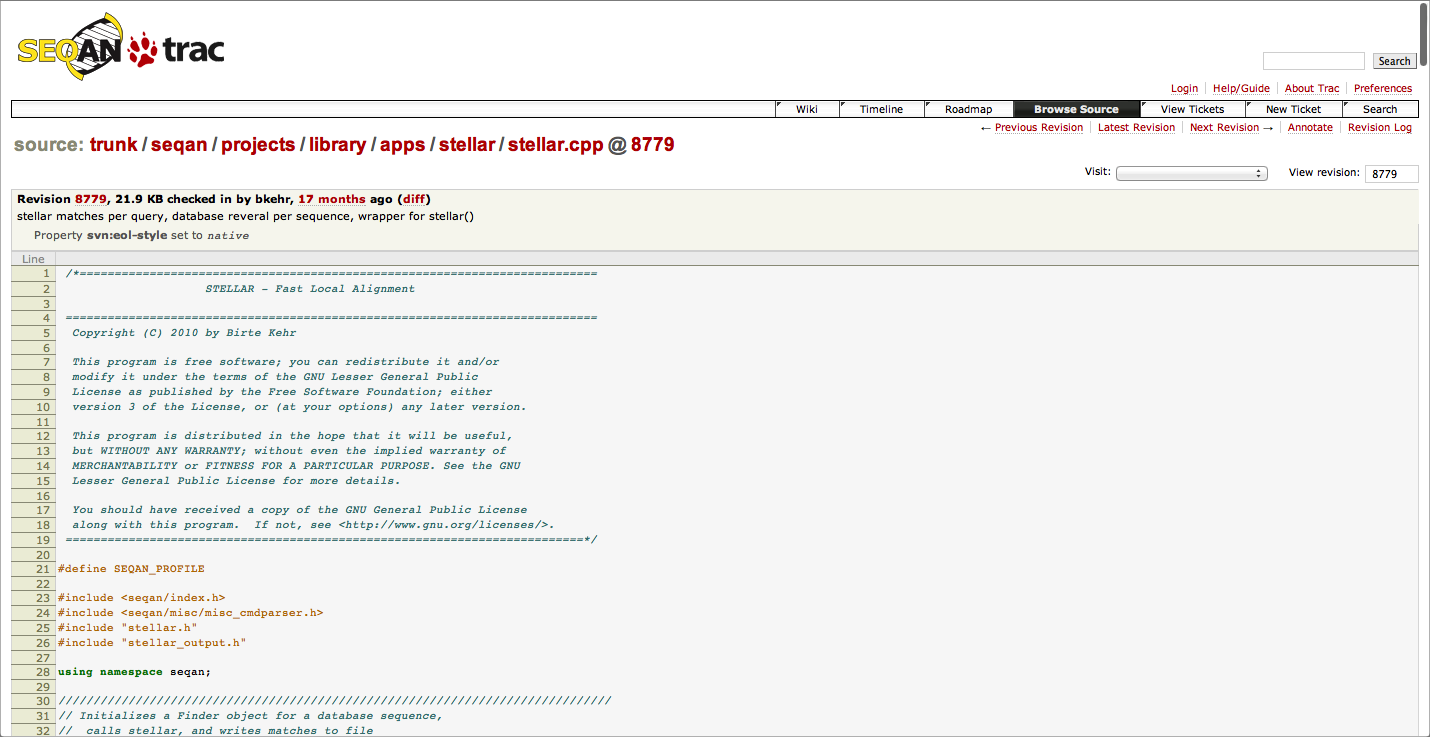 SEQAN trac
Search
Login Help/Guide About Trac Preferences
Wiki Timeline Roadmap Browse Source View Tickets New Ticket Search
← Previous Revision Latest Revision Next Revision → Annotate Revision Log
source: trunk / seqan / projects / library / apps / stellar / stellar.cpp @ 8779
Visit: View revision: 8779
Revision 8779, 21.9 KB checked in by bkehr, 17 months ago (diff)
stellar matches per query, database reveral per sequence, wrapper for stellar()
Property svn:eol-style set to native
Line
1 /*==========================================================================
2 STELLAR - Fast Local Alignment
3
4 ============================================================================
5 Copyright (C) 2010 by Birte Kehr
6
7 This program is free software; you can redistribute it and/or
8 modify it under the terms of the GNU Lesser General Public
9 License as published by the Free Software Foundation; either
10 version 3 of the License, or (at your options) any later version.
11
12 This program is distributed in the hope that it will be useful,
13 but WITHOUT ANY WARRANTY; without even the implied warranty of
14 MERCHANTABILITY or FITNESS FOR A PARTICULAR PURPOSE. See the GNU
15 Lesser General Public License for more details.
16
17 You should have received a copy of the GNU General Public License
18 along with this program. If not, see <http://www.gnu.org/licenses/>.
19 ==========================================================================*/
20
21 #define SEQAN_PROFILE
22
23 #include <seqan/index.h>
24 #include <seqan/misc/misc_cmdparser.h>
25 #include "stellar.h"
26 #include "stellar_output.h"
27
28 using namespace seqan;
29
30 ///////////////////////////////////////////////////////////////////////////////
31 // Initializes a Finder object for a database sequence,
32 // calls stellar, and writes matches to file